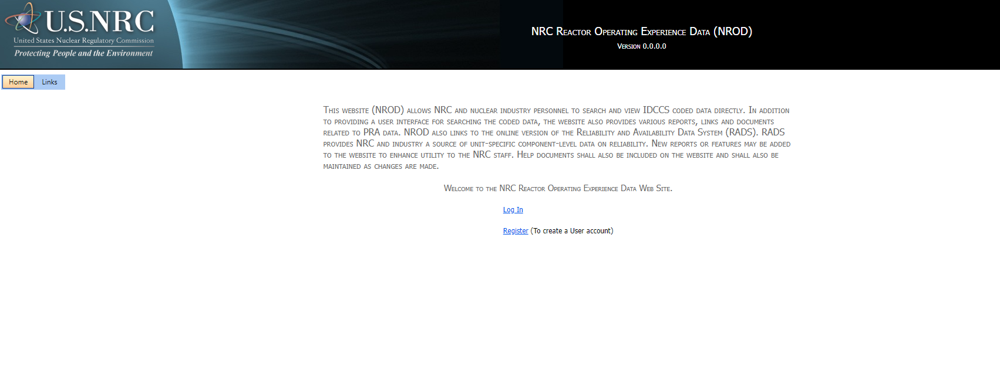 U.S.NRC
United States Nuclear Regulatory Commission
Protecting People and the Environment
NRC Reactor Operating Experience Data (NROD)
Version 0.0.0.0
Home Links
This website (NROD) allows NRC and nuclear industry personnel to search and view IDCCS coded data directly. In addition
to providing a user interface for searching the coded data, the website also provides various reports, links and documents
related to PRA data. NROD also links to the online version of the Reliability and Availability Data System (RADS). RADS
provides NRC and industry a source of unit-specific component-level data on reliability. New reports or features may be added
to the website to enhance utility to the NRC staff. Help documents shall also be included on the website and shall also be
maintained as changes are made.
Welcome to the NRC Reactor Operating Experience Data Web Site.
Log In
Register (To create a User account)